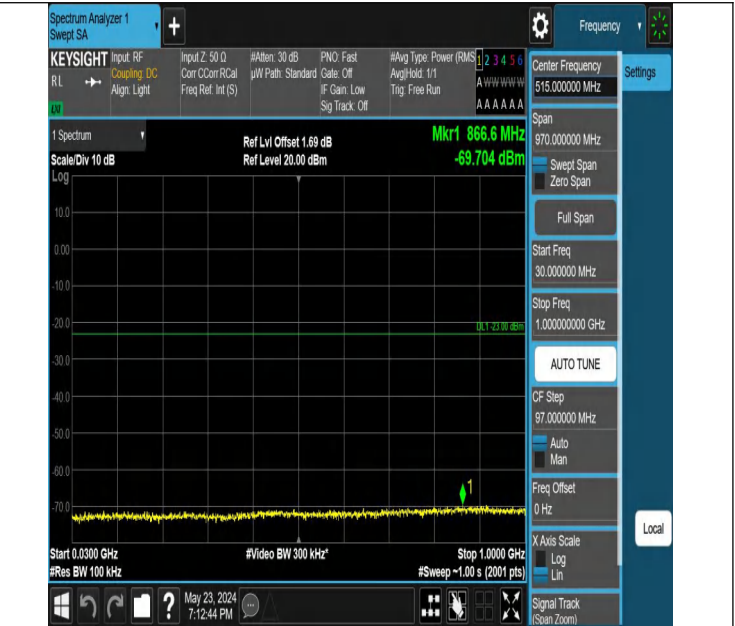 Spectrum Analyzer 1
Swept SA
+
Frequency
KEYSIGHT
RL
Input: RF
Coupling: DC
Align: Light
Input Z: 50 Ω
Corr CCorr RCal
Freq Ref: Int (S)
#Atten: 30 dB
µW Path: Standard
PNO: Fast
Gate: Off
IF Gain: Low
Sig Track: Off
#Avg Type: Power (RMS
Avg|Hold: 1/1
Trig: Free Run
1 2 3 4 5 6
A W W W W W
A A A A A A
1 Spectrum
Scale/Div 10 dB
Log
Ref Lvl Offset 1.69 dB
Ref Level 20.00 dBm
Mkr1 866.6 MHz
-69.704 dBm
10.0
0.00
-10.0
-20.0
DL1 -23.00 dBm
-30.0
-40.0
-50.0
-60.0
-70.0
1
Start 0.0300 GHz
#Res BW 100 kHz
#Video BW 300 kHz*
Stop 1.0000 GHz
#Sweep ~1.00 s (2001 pts)
?
May 23, 2024
7:12:44 PM
Center Frequency
515.000000 MHz
Span
970.000000 MHz
Swept Span
Zero Span
Full Span
Start Freq
30.000000 MHz
Stop Freq
1.000000000 GHz
AUTO TUNE
CF Step
97.000000 MHz
Auto
Man
Freq Offset
0 Hz
X Axis Scale
Log
Lin
Signal Track
(Span Zoom)
Settings
Local